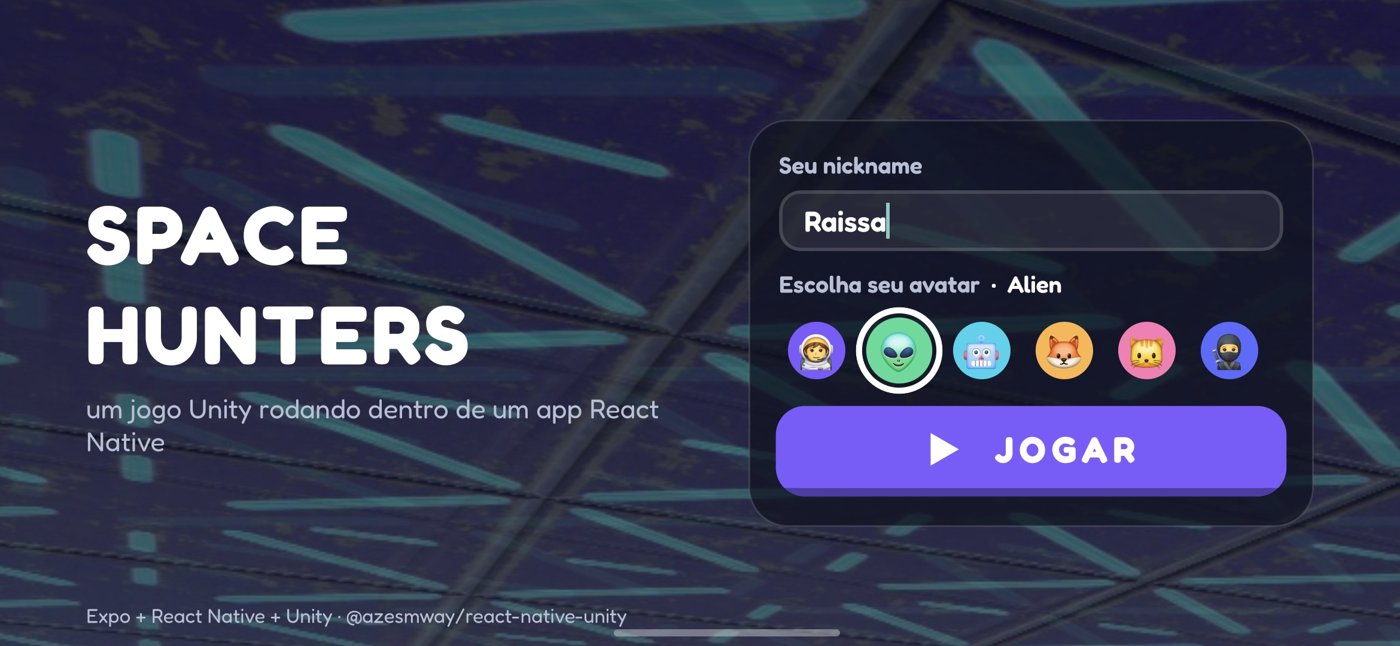 SPACE
HUNTERS
um jogo Unity rodando dentro de um app React
Native
Expo + React Native + Unity · @azesmway/react-native-unity
Seu nickname
Raissa
Escolha seu avatar · Alien
JOGAR